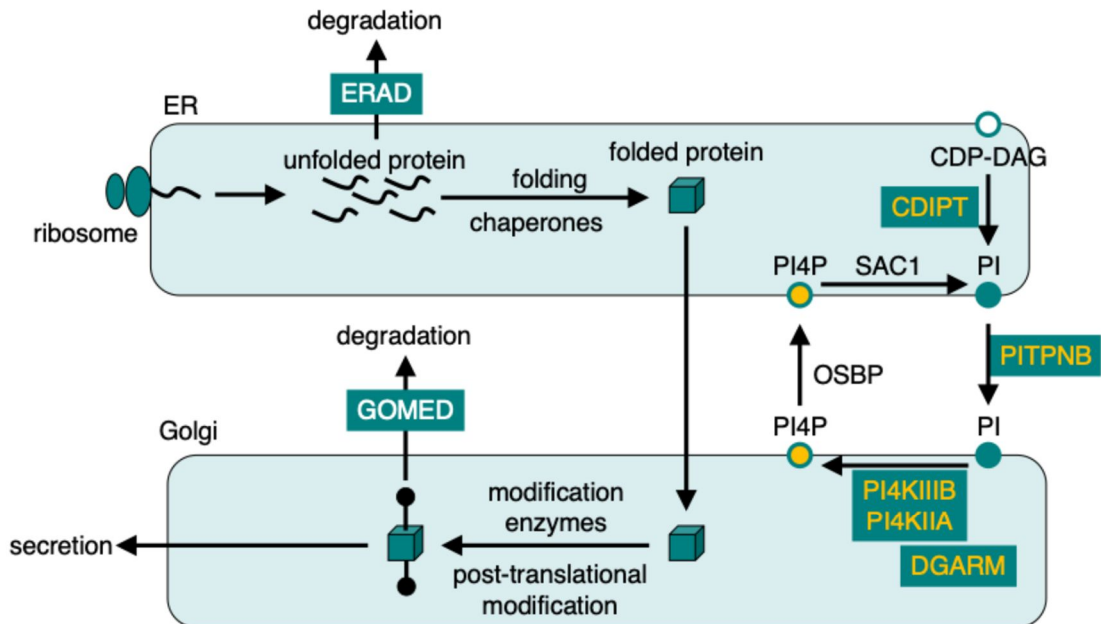 degradation
ERAD
ER
unfolded protein
folded protein
CDP-DAG
folding
chaperones
CDIPT
ribosome
PI4P
SAC1
PI
degradation
PITPNB
OSBP
GOMED
Golgi
PI4P
PI
modification
enzymes
PI4KIIIB
PI4KIIA
secretion
post-translational
modification
DGARM